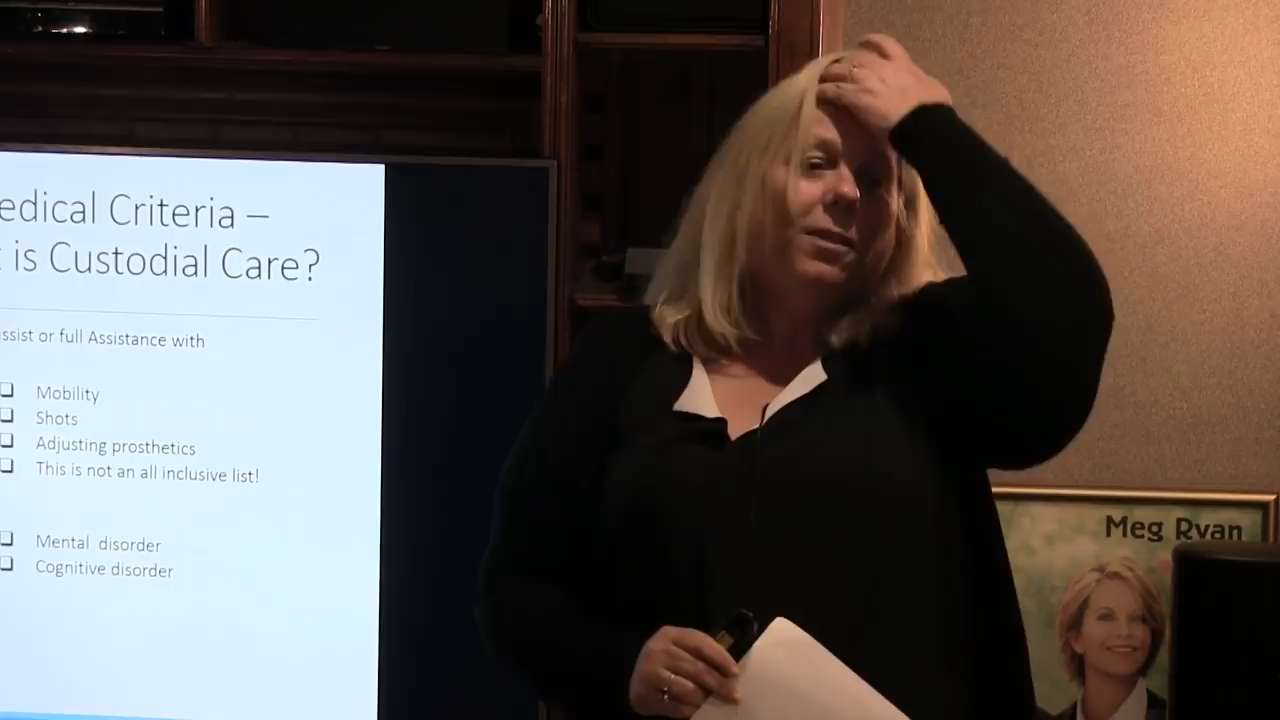 edical Criteria –
is Custodial Care?
ssist or full Assistance with
Mobility
Shots
Adjusting prosthetics
This is not an all inclusive list!
Mental disorder
Cognitive disorder
Meg Ryan